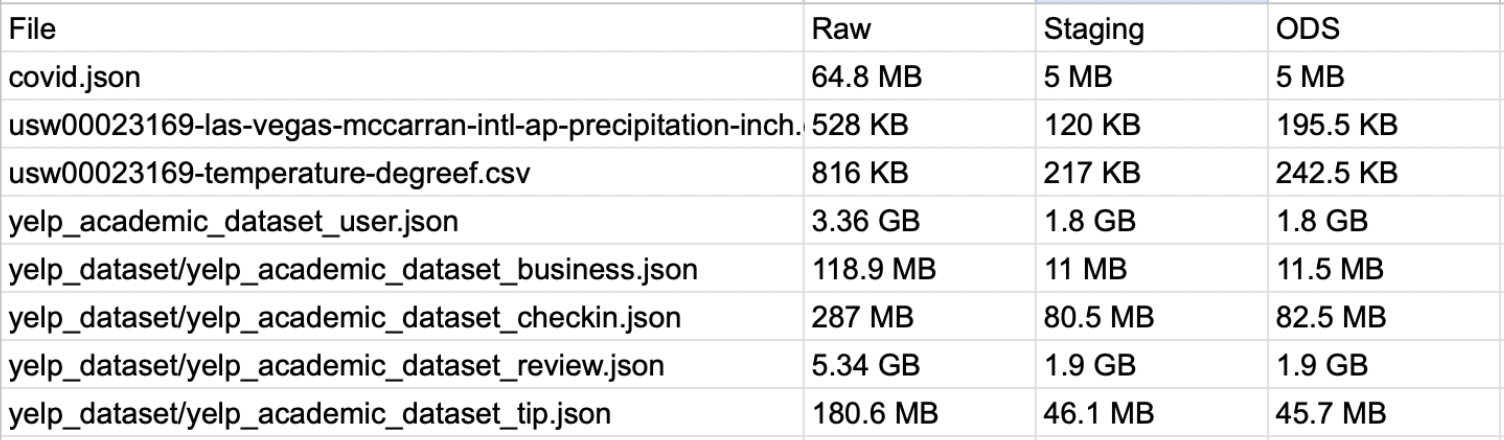 File Raw Staging ODS
covid.json 64.8 MB 5 MB 5 MB
usw00023169-las-vegas-mccarran-intl-ap-precipitation-inch. 528 KB 120 KB 195.5 KB
usw00023169-temperature-degreef.csv 816 KB 217 KB 242.5 KB
yelp_academic_dataset_user.json 3.36 GB 1.8 GB 1.8 GB
yelp_dataset/yelp_academic_dataset_business.json 118.9 MB 11 MB 11.5 MB
yelp_dataset/yelp_academic_dataset_checkin.json 287 MB 80.5 MB 82.5 MB
yelp_dataset/yelp_academic_dataset_review.json 5.34 GB 1.9 GB 1.9 GB
yelp_dataset/yelp_academic_dataset_tip.json 180.6 MB 46.1 MB 45.7 MB